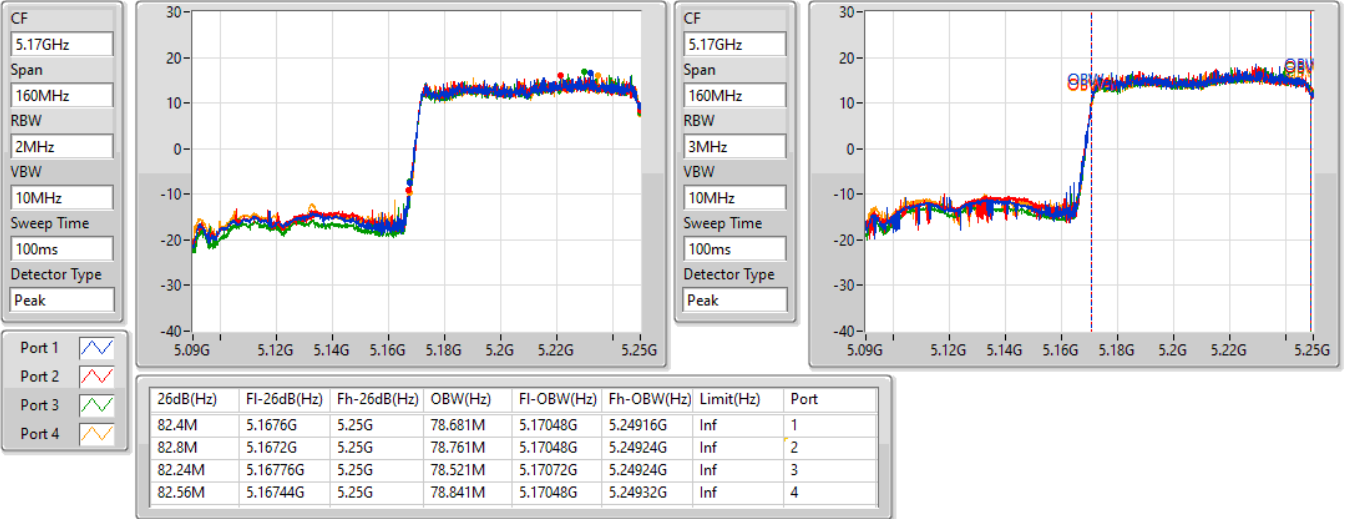 CF
5.17GHz
Span
160MHz
RBW
2MHz
VBW
10MHz
Sweep Time
100ms
Detector Type
Peak
30
20
10
0
-10
-20
-30
-40
5.09G 5.12G 5.14G 5.16G 5.18G 5.2G 5.22G 5.25G
CF
5.17GHz
Span
160MHz
RBW
3MHz
VBW
10MHz
Sweep Time
100ms
Detector Type
Peak
30
20
10
0
-10
-20
-30
-40
5.09G 5.12G 5.14G 5.16G 5.18G 5.2G 5.22G 5.25G
Port 1
Port 2
Port 3
Port 4
26dB(Hz) Fl-26dB(Hz) Fh-26dB(Hz) OBW(Hz) Fl-OBW(Hz) Fh-OBW(Hz) Limit(Hz) Port
82.4M 5.1676G 5.25G 78.681M 5.17048G 5.24916G Inf 1
82.8M 5.1672G 5.25G 78.761M 5.17048G 5.24924G Inf 2
82.24M 5.16776G 5.25G 78.521M 5.17072G 5.24924G Inf 3
82.56M 5.16744G 5.25G 78.841M 5.17048G 5.24932G Inf 4